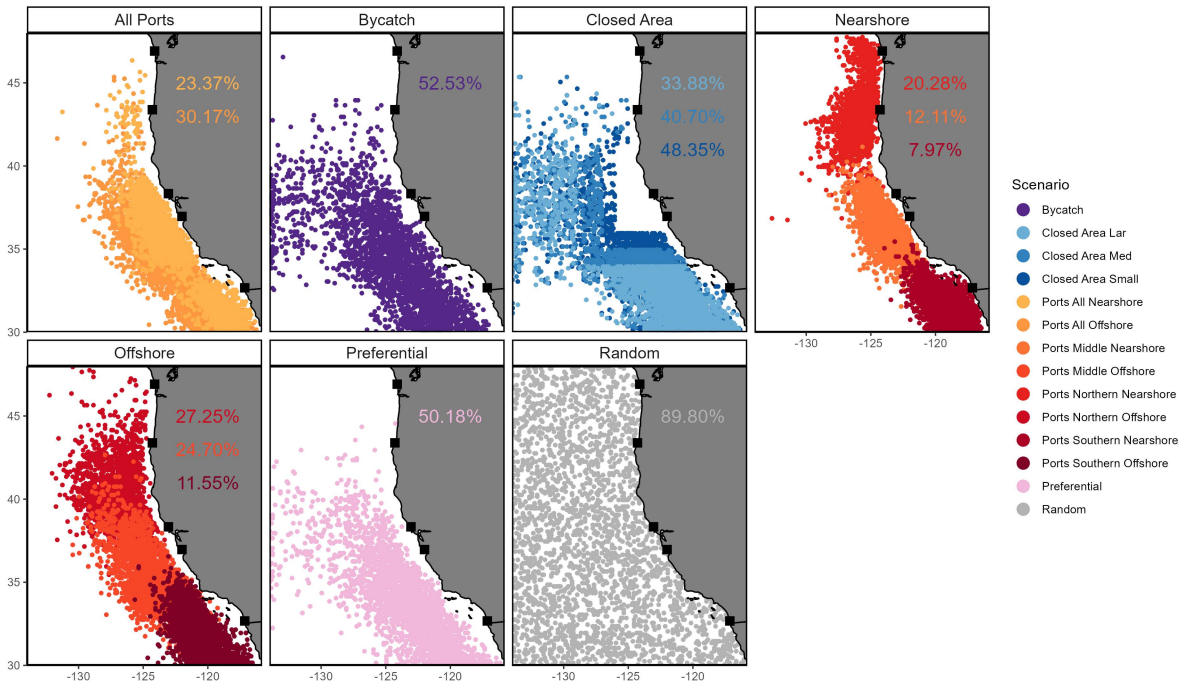 All Ports
Bycatch
Closed Area
Nearshore
45
40
35
30
23.37%
30.17%
52.53%
33.88%
40.70%
48.35%
20.28%
12.11%
7.97%
-130
-125
-120
Offshore
Preferential
Random
45
40
35
30
27.25%
24.70%
11.55%
50.18%
89.80%
-130
-125
-120
-130
-125
-120
-130
-125
-120
Scenario
Bycatch
Closed Area Lar
Closed Area Med
Closed Area Small
Ports All Nearshore
Ports All Offshore
Ports Middle Nearshore
Ports Middle Offshore
Ports Northern Nearshore
Ports Northern Offshore
Ports Southern Nearshore
Ports Southern Offshore
Preferential
Random